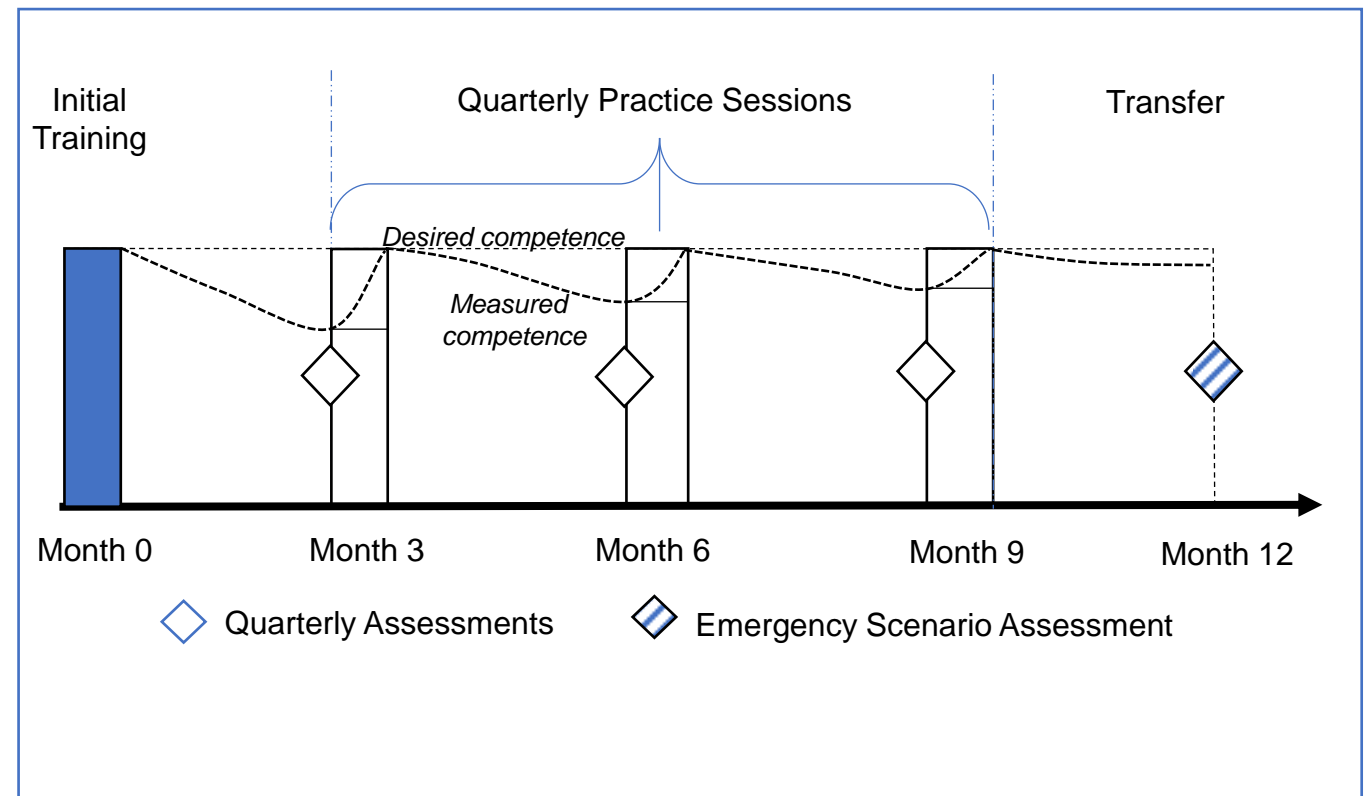 Initial
Training
Quarterly Practice Sessions
Transfer
Desired competence
Measured
competence
Month 0
Month 3
Month 6
Month 9
Month 12
Quarterly Assessments
Emergency Scenario Assessment